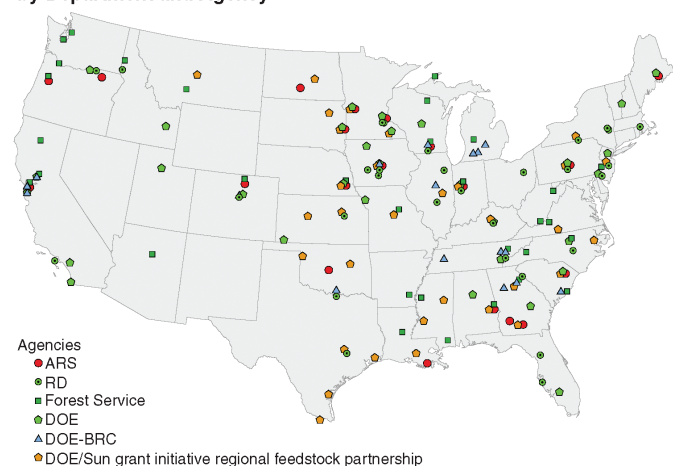 Agencies
ARS
RD
Forest Service
DOE
DOE-BRC
DOE/Sun grant initiative regional feedstock partnership